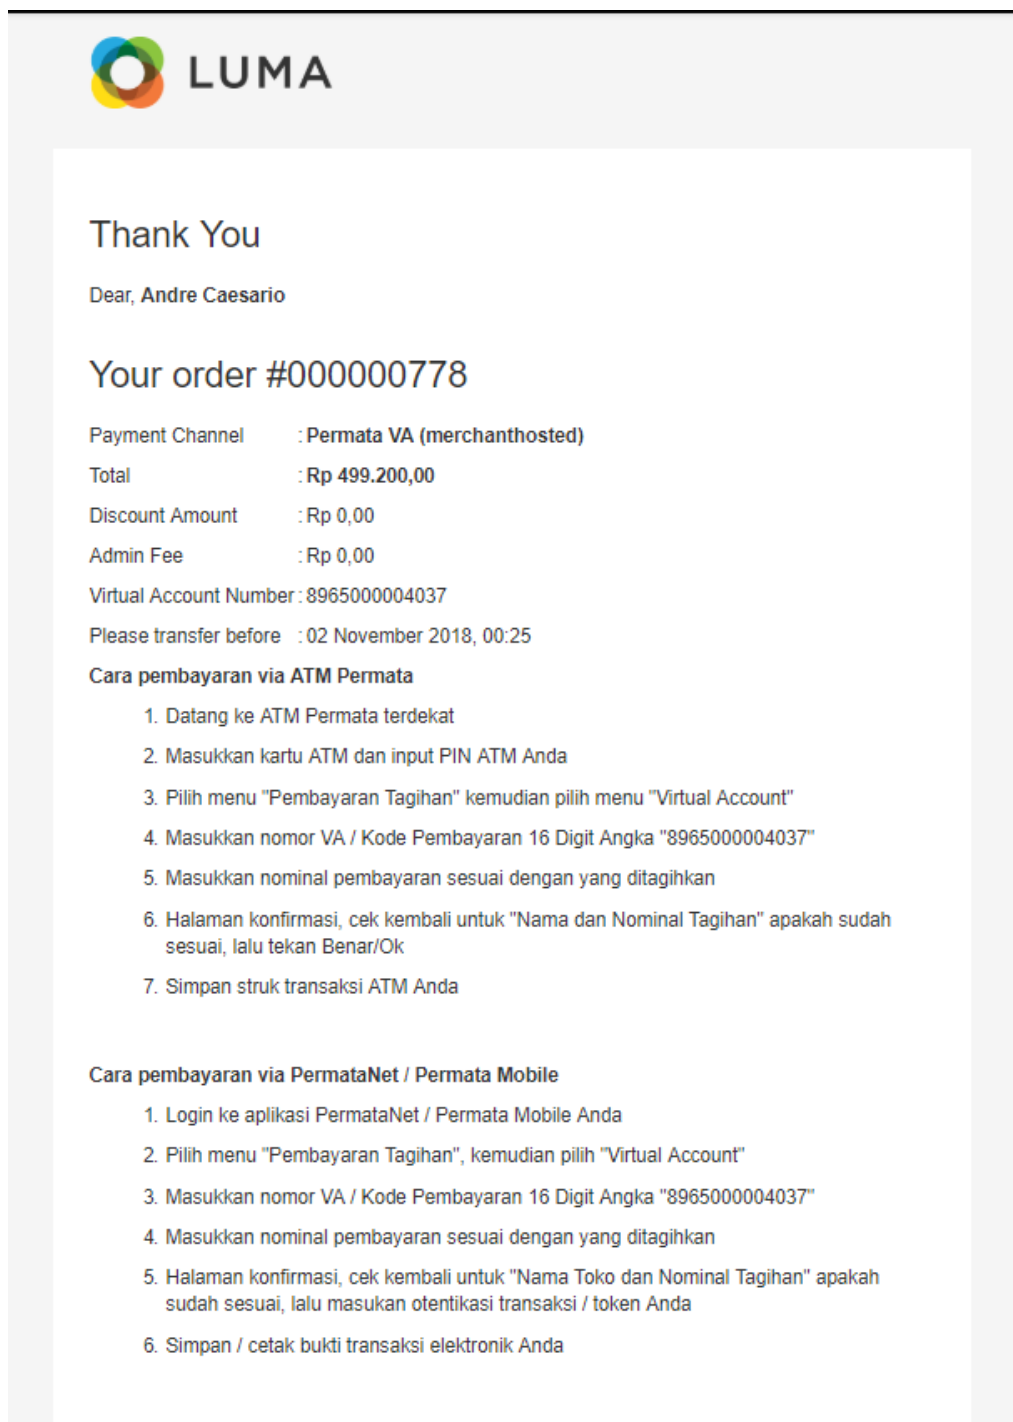 LUMA
Thank You
Dear, Andre Caesario
Your order #000000778
Payment Channel : Permata VA (merchanthosted)
Total : Rp 499.200,00
Discount Amount : Rp 0,00
Admin Fee : Rp 0,00
Virtual Account Number : 8965000004037
Please transfer before : 02 November 2018, 00:25
Cara pembayaran via ATM Permata
1. Datang ke ATM Permata terdekat
2. Masukkan kartu ATM dan input PIN ATM Anda
3. Pilih menu "Pembayaran Tagihan" kemudian pilih menu "Virtual Account"
4. Masukkan nomor VA / Kode Pembayaran 16 Digit Angka "8965000004037"
5. Masukkan nominal pembayaran sesuai dengan yang ditagihkan
6. Halaman konfirmasi, cek kembali untuk "Nama dan Nominal Tagihan" apakah sudah
sesuai, lalu tekan Benar/Ok
7. Simpan struk transaksi ATM Anda
Cara pembayaran via PermataNet / Permata Mobile
1. Login ke aplikasi PermataNet / Permata Mobile Anda
2. Pilih menu "Pembayaran Tagihan", kemudian pilih "Virtual Account"
3. Masukkan nomor VA / Kode Pembayaran 16 Digit Angka "8965000004037"
4. Masukkan nominal pembayaran sesuai dengan yang ditagihkan
5. Halaman konfirmasi, cek kembali untuk "Nama Toko dan Nominal Tagihan" apakah
sudah sesuai, lalu masukan otentikasi transaksi / token Anda
6. Simpan / cetak bukti transaksi elektronik Anda